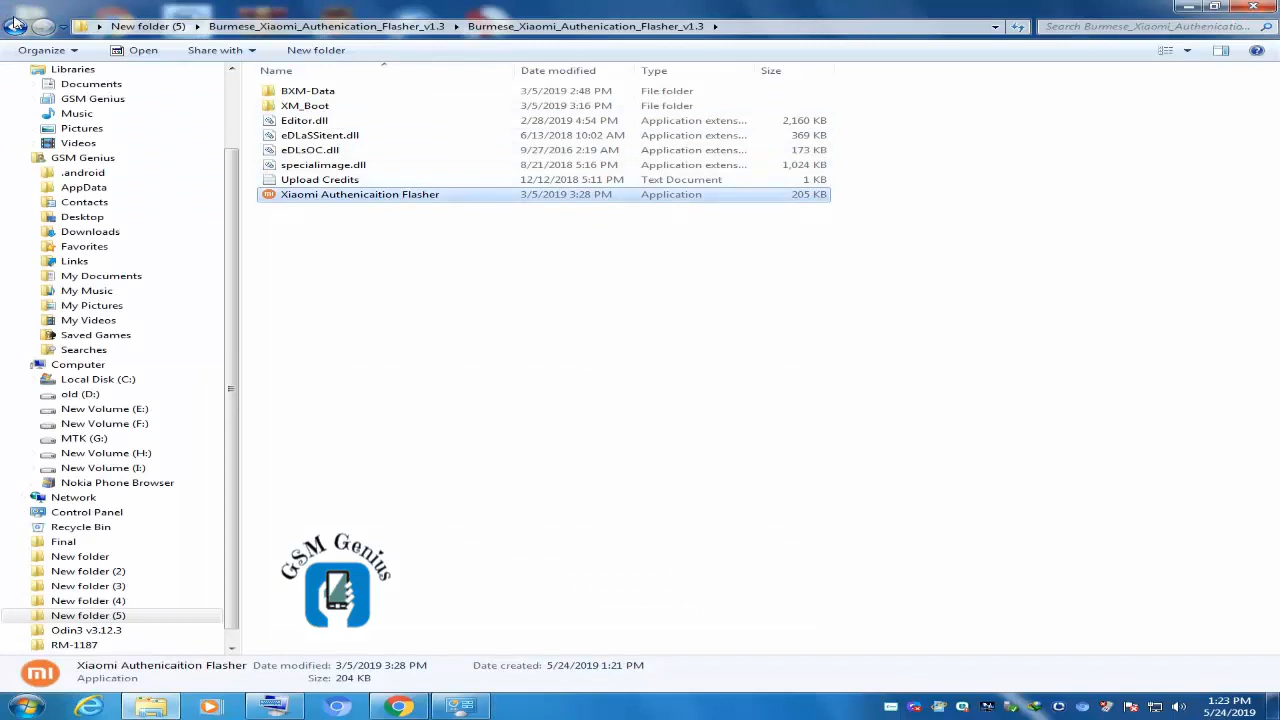 New folder (5) Burmese_Xiaomi_Authenication_Flasher_v1.3 Burmese_Xiaomi_Authenication_Flasher_v1.3 Search Burmese_Xiaomi_Authenticatio...
Organize Open Share with New folder
Name Date modified Type Size
BXM-Data 3/5/2019 2:48 PM File folder
XM_Boot 3/5/2019 3:16 PM File folder
Editor.dll 2/28/2019 4:54 PM Application extens... 2,160 KB
eDLaSSitent.dll 6/13/2018 10:02 AM Application extens... 369 KB
eDLsOC.dll 9/27/2016 2:19 AM Application extens... 173 KB
specialimage.dll 8/21/2018 5:16 PM Application extens... 1,024 KB
Upload Credits 12/12/2018 5:11 PM Text Document 1 KB
Xiaomi Authenicaition Flasher 3/5/2019 3:28 PM Application 205 KB
Libraries
Documents
GSM Genius
Music
Pictures
Videos
GSM Genius
.android
AppData
Contacts
Desktop
Downloads
Favorites
Links
My Documents
My Music
My Pictures
My Videos
Saved Games
Searches
Computer
Local Disk (C:)
old (D:)
New Volume (E:)
New Volume (F:)
MTK (G:)
New Volume (H:)
New Volume (I:)
Nokia Phone Browser
Network
Control Panel
Recycle Bin
Final
New folder
New folder (2)
New folder (3)
New folder (4)
New folder (5)
Odin3 v3.12.3
RM-1187
GSM Genius
Xiaomi Authenicaition Flasher Date modified: 3/5/2019 3:28 PM Date created: 5/24/2019 1:21 PM
Application Size: 204 KB
1:23 PM
5/24/2019